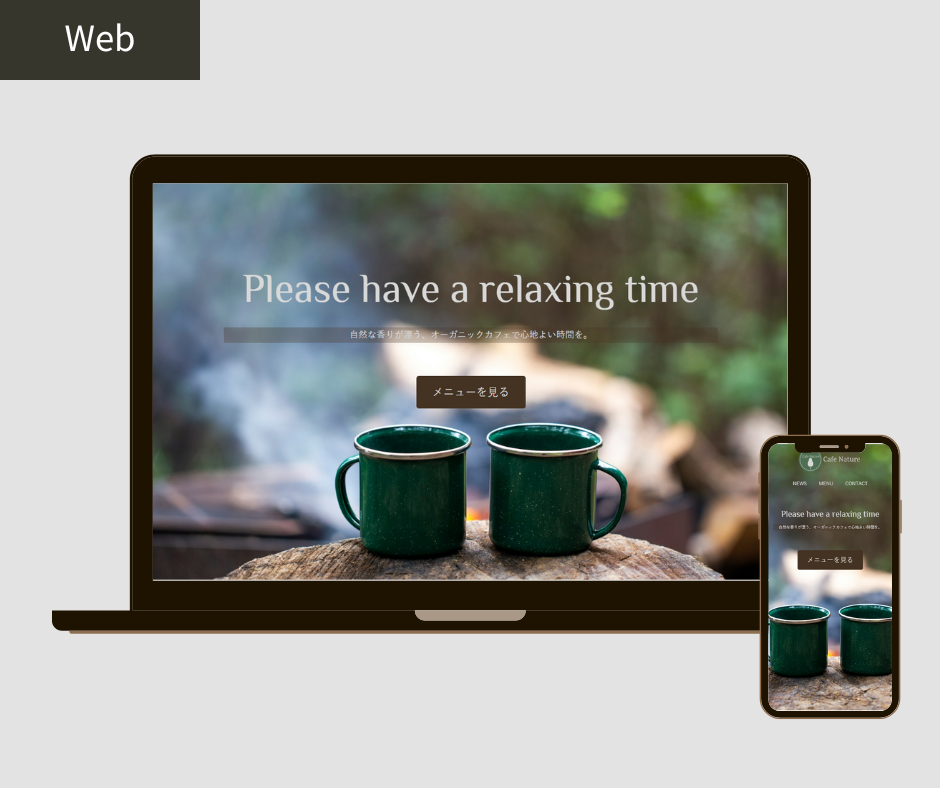 Web
Please have a relaxing time
自然な香りが漂う、オーガニックカフェで心地よい時間を。
メニューを見る
Cafe Nature
NEWS MENU CONTACT
Please have a relaxing time
自然な香りが漂う、オーガニックカフェで心地よい時間を。
メニューを見る